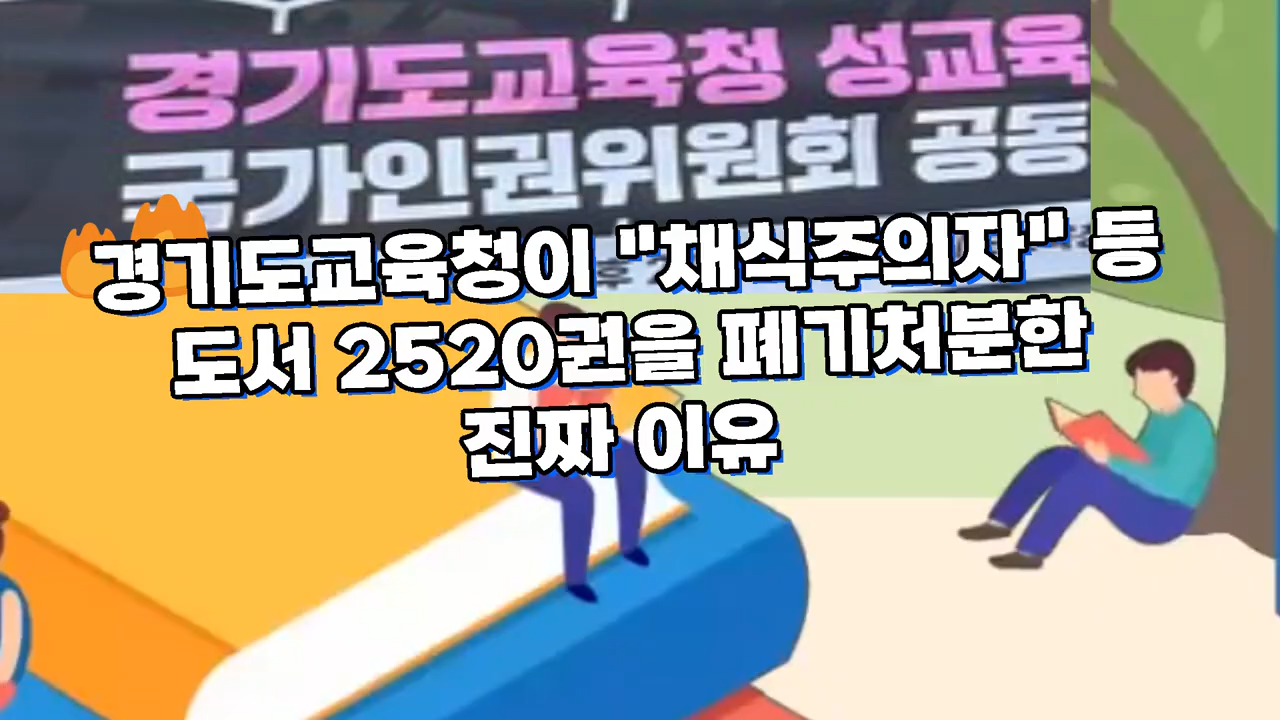 경기도교육청 성교육
국가인권위원회 공동
경기도교육청이 "채식주의자" 등
도서 2520권을 폐기처분한
진짜 이유